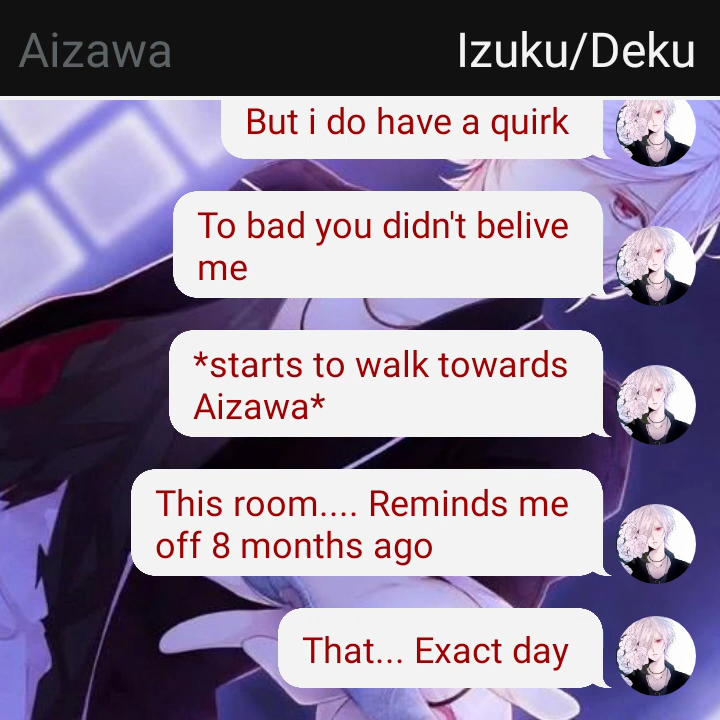 Aizawa
Izuku/Deku
But i do have a quirk
To bad you didn't belive
me
*starts to walk towards
Aizawa*
This room.... Reminds me
off 8 months ago
That... Exact day